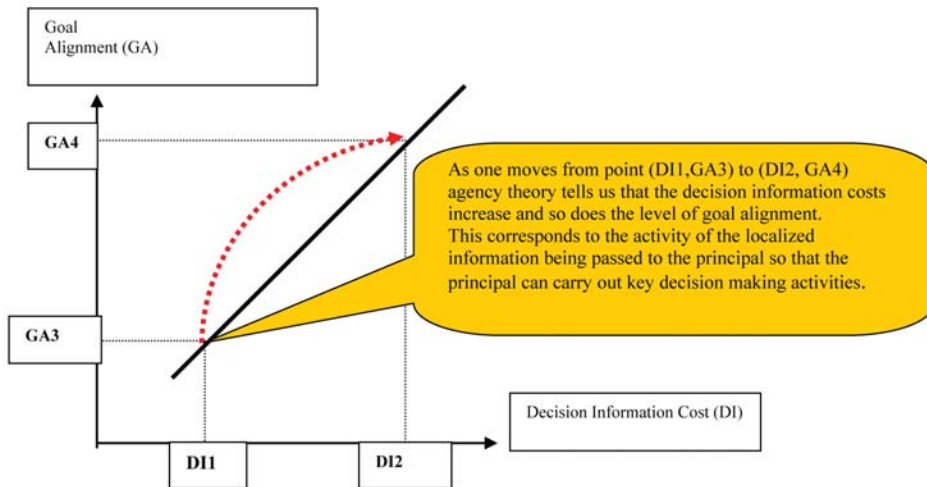 Goal
Alignment (GA)
GA4
As one moves from point (DI1,GA3) to (DI2, GA4)
agency theory tells us that the decision information costs
increase and so does the level of goal alignment.
This corresponds to the activity of the localized
information being passed to the principal so that the
principal can carry out key decision making activities.
GA3
Decision Information Cost (DI)
DI1
DI2